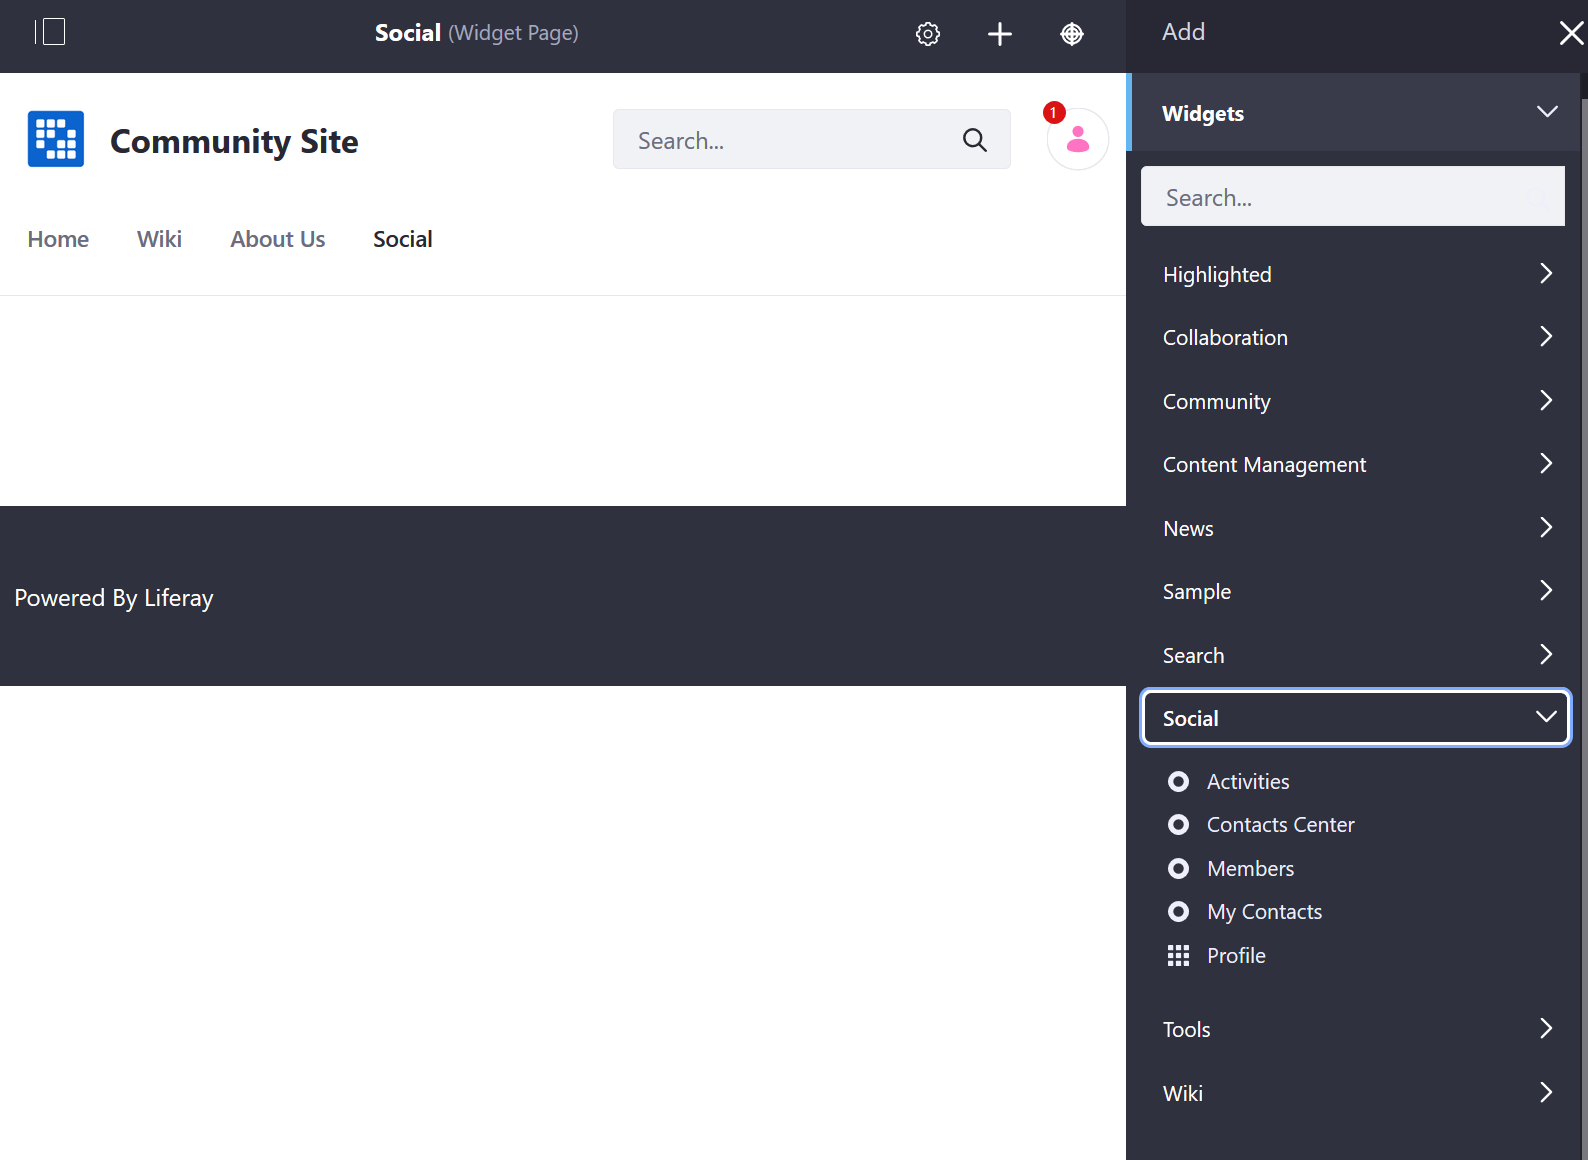 Social (Widget Page)
Add
Widgets
Community Site
Search...
1
Home Wiki About Us Social
Powered By Liferay
Search...
Highlighted
Collaboration
Community
Content Management
News
Sample
Search
Social
Activities
Contacts Center
Members
My Contacts
Profile
Tools
Wiki